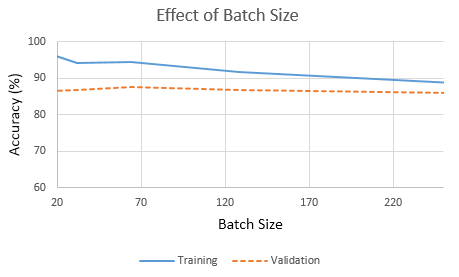 Effect of Batch Size
100
90
80
70
60
Accuracy (%)
20 70 120 170 220
Batch Size
Training Validation